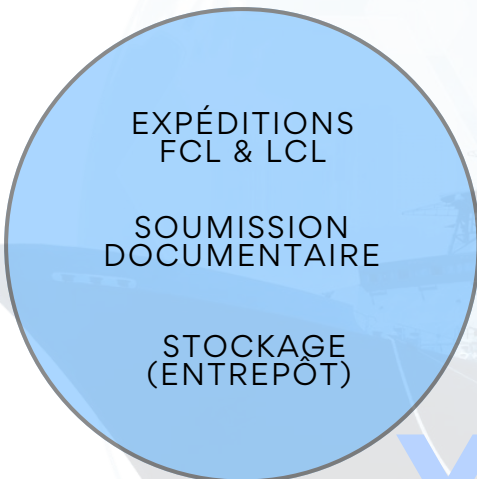 EXPÉDITIONS
FCL & LCL
SOUMISSION
DOCUMENTAIRE
STOCKAGE
(ENTREPÔT)